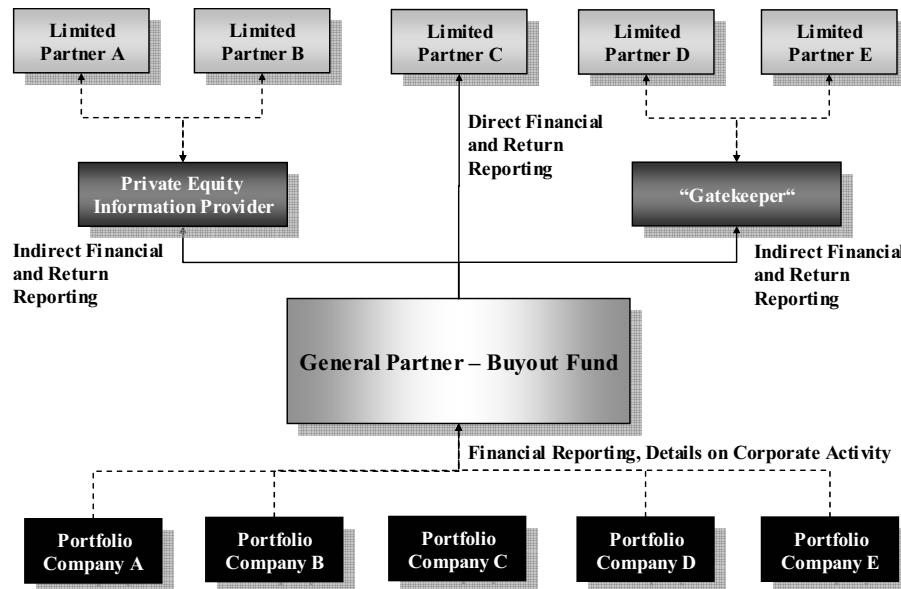 Limited
Partner A
Limited
Partner B
Limited
Partner C
Limited
Partner D
Limited
Partner E
Direct Financial
and Return
Reporting
Private Equity
Information Provider
“Gatekeeper“
Indirect Financial
and Return
Reporting
Indirect Financial
and Return
Reporting
General Partner – Buyout Fund
Financial Reporting, Details on Corporate Activity
Portfolio
Company A
Portfolio
Company B
Portfolio
Company C
Portfolio
Company D
Portfolio
Company E